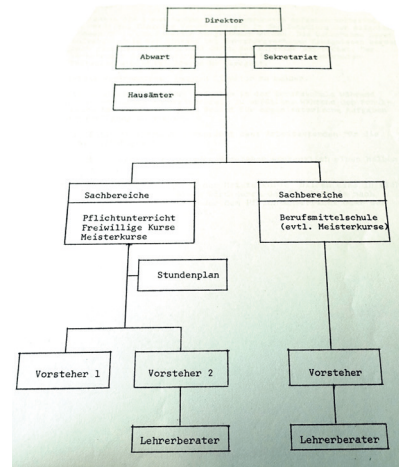 Direktor
Abwart
Sekretariat
Hausämter
Sachbereiche
Pflichtunterricht
Freiwillige Kurse
Meisterkurse
Sachbereiche
Berufsmittelschule
(evtl. Meisterkurse)
Stundenplan
Vorsteher 1
Vorsteher 2
Vorsteher
Lehrerberater
Lehrerberater